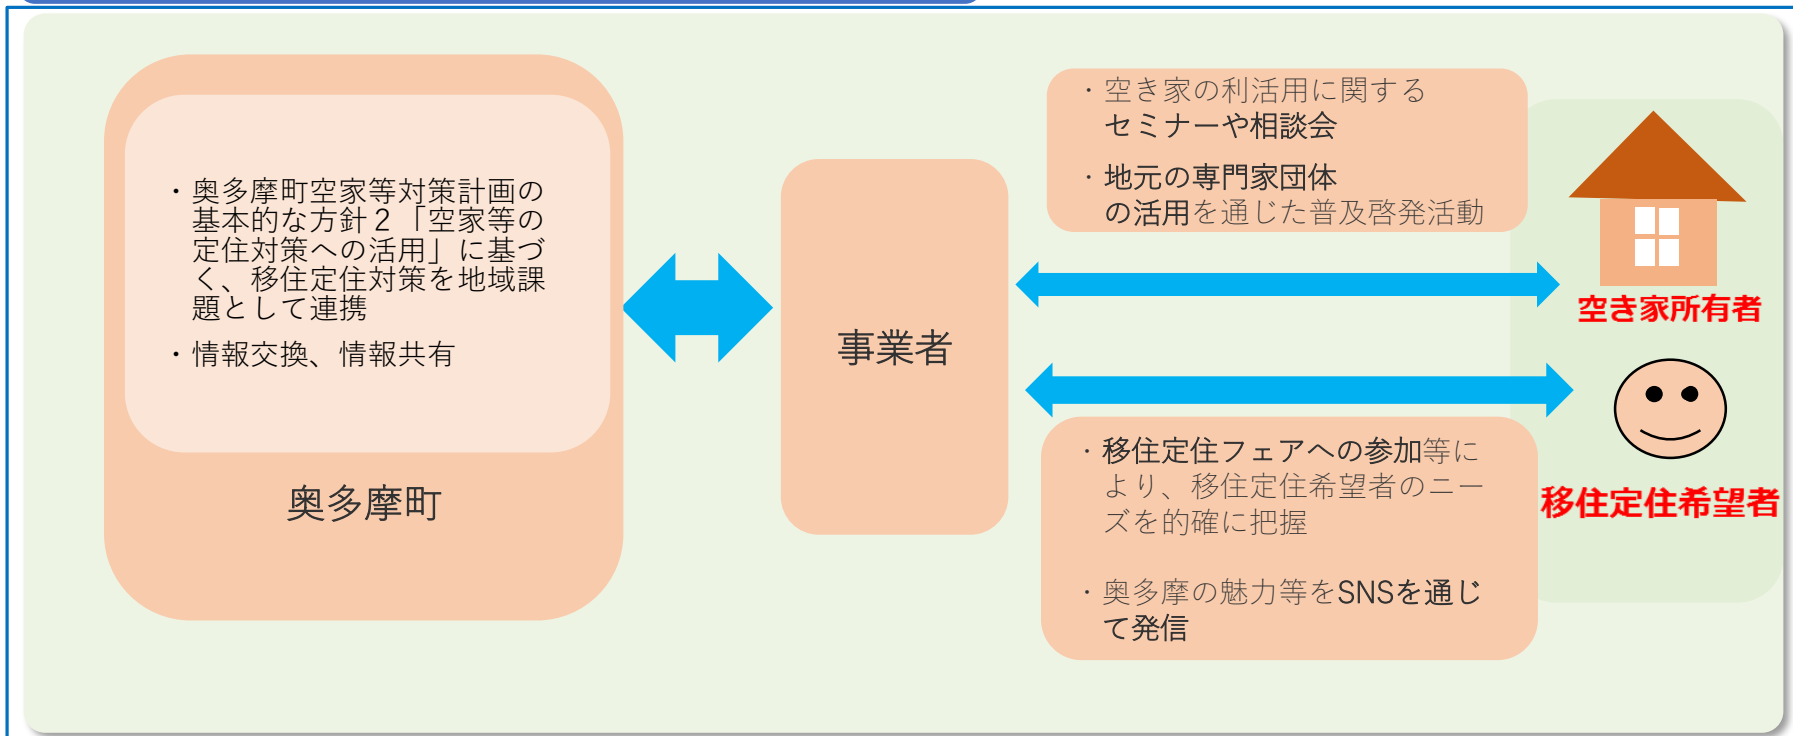 ・奥多摩町空家等対策計画の
基本的な方針２「空家等の
定住対策への活用」に基づ
く、移住定住対策を地域課
題として連携
・情報交換、情報共有
奥多摩町
事業者
・空き家の利活用に関する
セミナーや相談会
・地元の専門家団体
の活用を通じた普及啓発活動
空き家所有者
移住定住希望者
・移住定住フェアへの参加等に
より、移住定住希望者のニー
ズを的確に把握
・奥多摩の魅力等をSNSを通じ
て発信